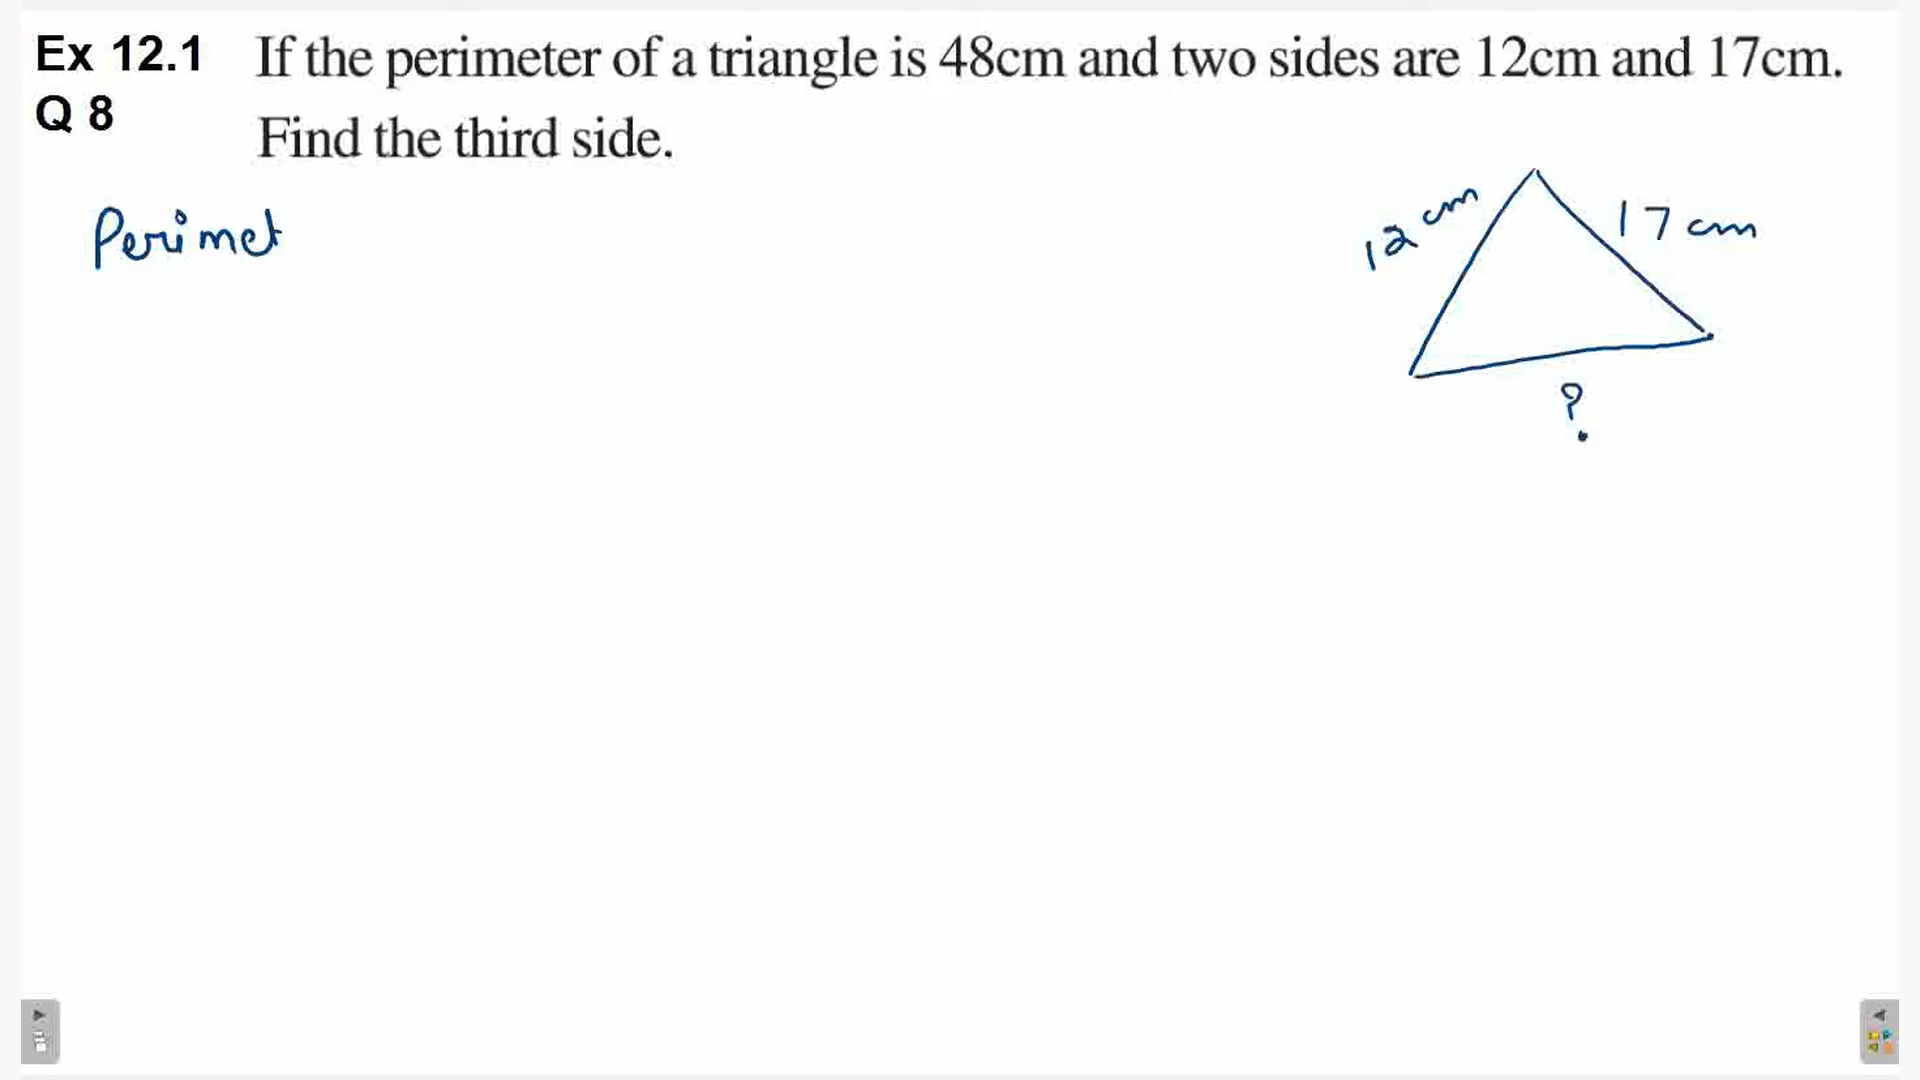 Ex 12.1 If the perimeter of a triangle is 48cm and two sides are 12cm and 17cm.
Q 8 Find the third side.
Perimet
12 cm
17 cm
?